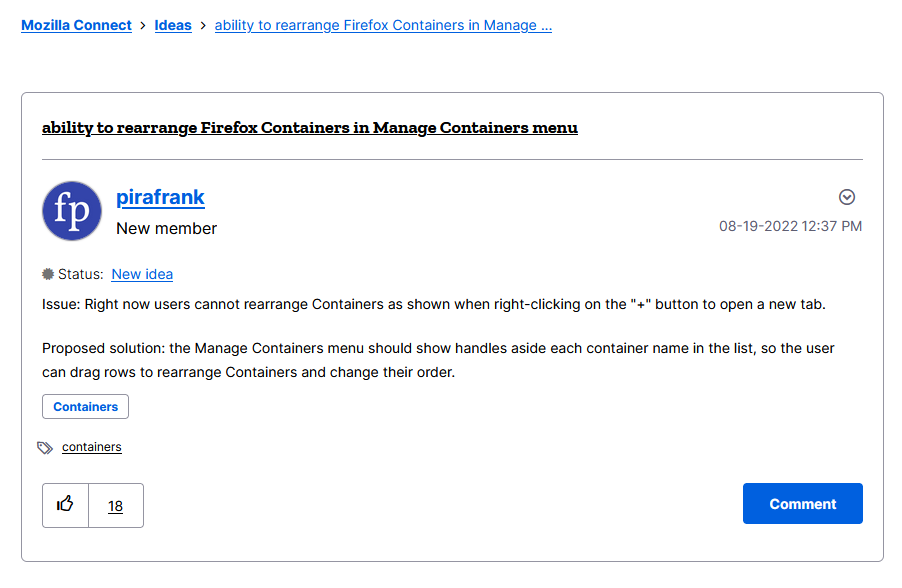 Mozilla Connect > Ideas > ability to rearrange Firefox Containers in Manage ...
ability to rearrange Firefox Containers in Manage Containers menu
fp
pirafrank
New member
08-19-2022 12:37 PM
Status: New idea
Issue: Right now users cannot rearrange Containers as shown when right-clicking on the "+" button to open a new tab.
Proposed solution: the Manage Containers menu should show handles aside each container name in the list, so the user
can drag rows to rearrange Containers and change their order.
Containers
containers
18
Comment